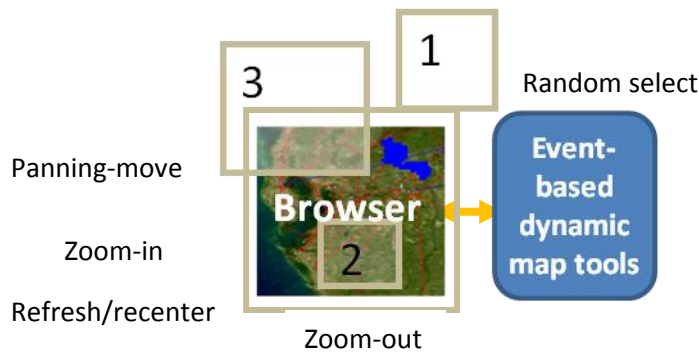 1
3
Random select
Event-
based
dynamic
map tools
Panning-move
Browser
2
Zoom-in
Refresh/recenter
Zoom-out